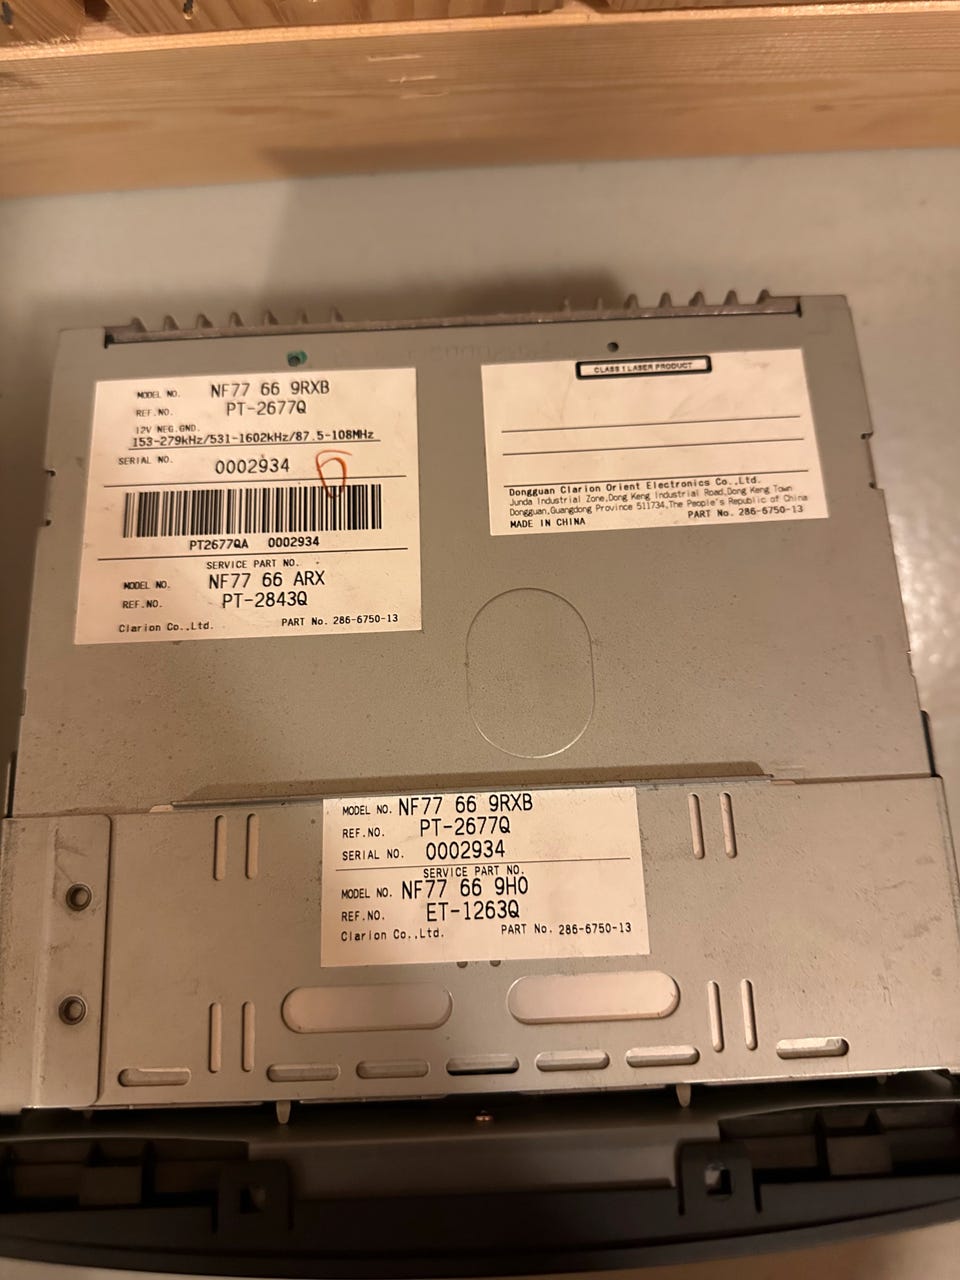 MODEL NO. NF77 66 9RXB
REF.NO. PT-2677Q
12V NEG.GND.
153-279kHz/531-1602kHz/87.5-108MHz
SERIAL NO. 0002934
PT2677QA 0002934
SERVICE PART NO.
MODEL NO. NF77 66 ARX
REF.NO. PT-2843Q
Clarion Co.,Ltd. PART No. 286-6750-13
CLASS 1 LASER PRODUCT
Dongguan Clarion Orient Electronics Co.,Ltd.
Junda Industrial Zone,Dong Keng Industrial Road,Dong Keng Town
Dongguan,Guangdong Province 511734,The People's Republic of China
MADE IN CHINA PART No. 286-6750-13
MODEL NO. NF77 66 9RXB
REF.NO. PT-2677Q
SERIAL NO. 0002934
SERVICE PART NO.
MODEL NO. NF77 66 9H0
REF.NO. ET-1263Q
Clarion Co.,Ltd. PART No. 286-6750-13